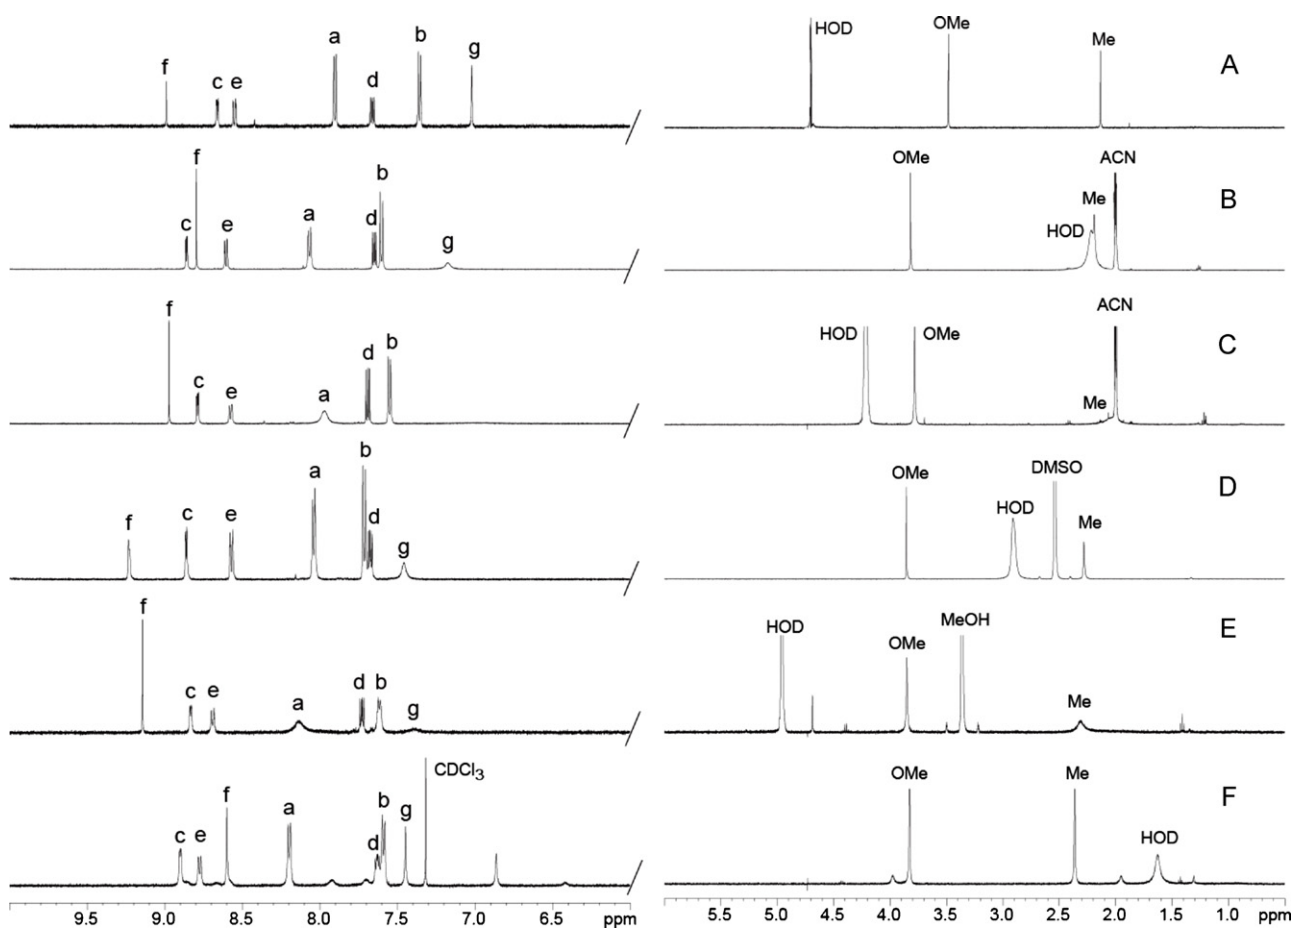 f c e a d b g HOD OMe Me A
f c e a d b g OMe HOD Me ACN B
f c e a d b HOD OMe Me ACN C
f c e a b d g OMe HOD DMSO Me D
f c e a d b g HOD OMe MeOH Me E
c e f a d b g CDCl3 OMe Me HOD F
9.5 9.0 8.5 8.0 7.5 7.0 6.5 ppm 5.5 5.0 4.5 4.0 3.5 3.0 2.5 2.0 1.5 1.0 ppm